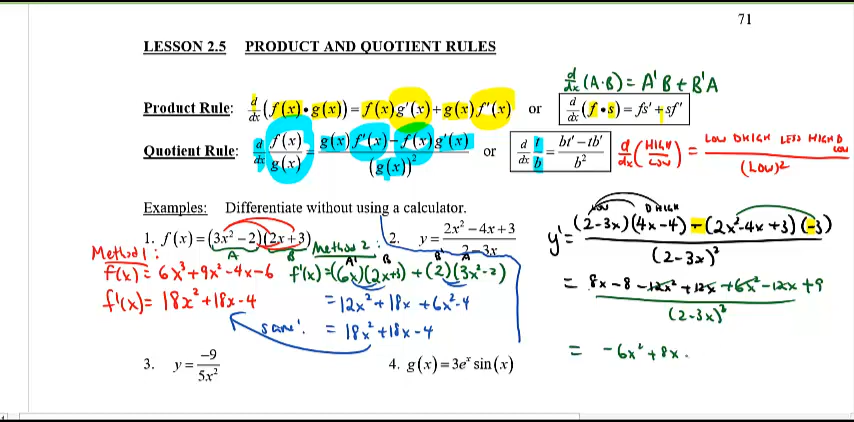 71
LESSON 2.5 PRODUCT AND QUOTIENT RULES
d/dx (A·B) = A'B + B'A
Product Rule: d/dx (f(x)•g(x)) = f(x)g'(x)+g(x)f'(x) or d/dx (f•s) = fs'+sf'
Quotient Rule: d/dx f(x)/g(x) = (g(x)f'(x)−f(x)g'(x))/(g(x))² or d/dx t/b = (bt'−tb')/b² d/dx (HIGH/LOW) = LOW DHIGH LESS HIGH D LOW/(LOW)²
Examples: Differentiate without using a calculator.
1. f(x)=(3x²−2)(2x+3)
A B
Method 1:
f(x) = 6x³+9x²-4x-6
f'(x) = 18x²+18x-4
Method 2:
A' B B' A
f'(x)=(6x)(2x+3)+(2)(3x²-2)
= 12x²+18x+6x²-4
same! = 18x²+18x-4
2. y = (2x²−4x+3)/(2−3x)
LOW D HIGH
y' = ((2-3x)(4x-4) - (2x²-4x+3)(-3))/(2-3x)²
= (8x-8-12x²+12x+6x²-12x+9)/(2-3x)²
= -6x²+8x
3. y = −9/5x²
4. g(x) = 3eˣ sin(x)